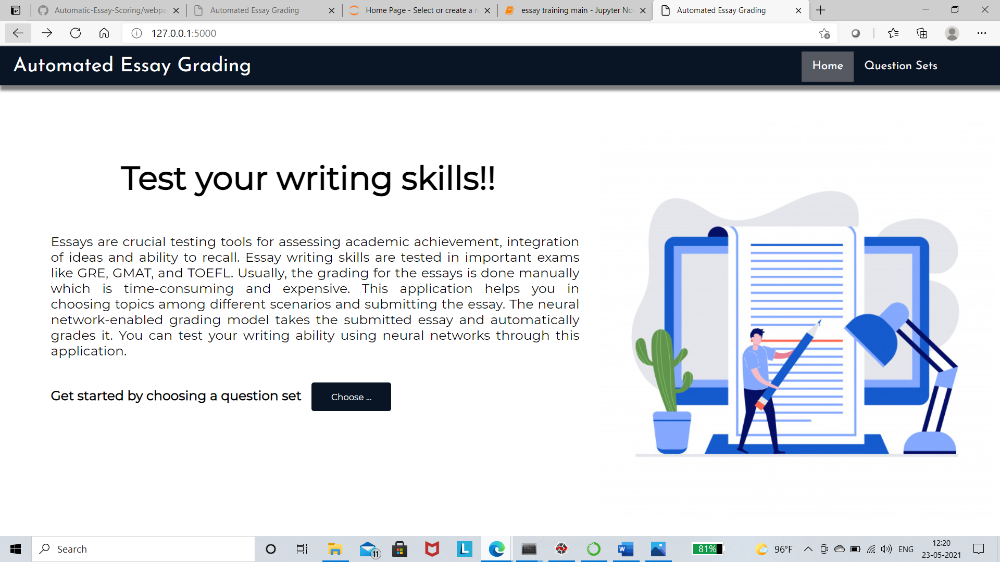 Automatic-Essay-Scoring/webpa
Automated Essay Grading
Home Page - Select or create a n
essay training main - Jupyter No
Automated Essay Grading
127.0.0.1:5000
Automated Essay Grading
Home
Question Sets
Test your writing skills!!
Essays are crucial testing tools for assessing academic achievement, integration
of ideas and ability to recall. Essay writing skills are tested in important exams
like GRE, GMAT, and TOEFL. Usually, the grading for the essays is done manually
which is time-consuming and expensive. This application helps you in
choosing topics among different scenarios and submitting the essay. The neural
network-enabled grading model takes the submitted essay and automatically
grades it. You can test your writing ability using neural networks through this
application.
Get started by choosing a question set
Choose ...
Search
11
L
W
81%
96°F
ENG
12:20
23-05-2021